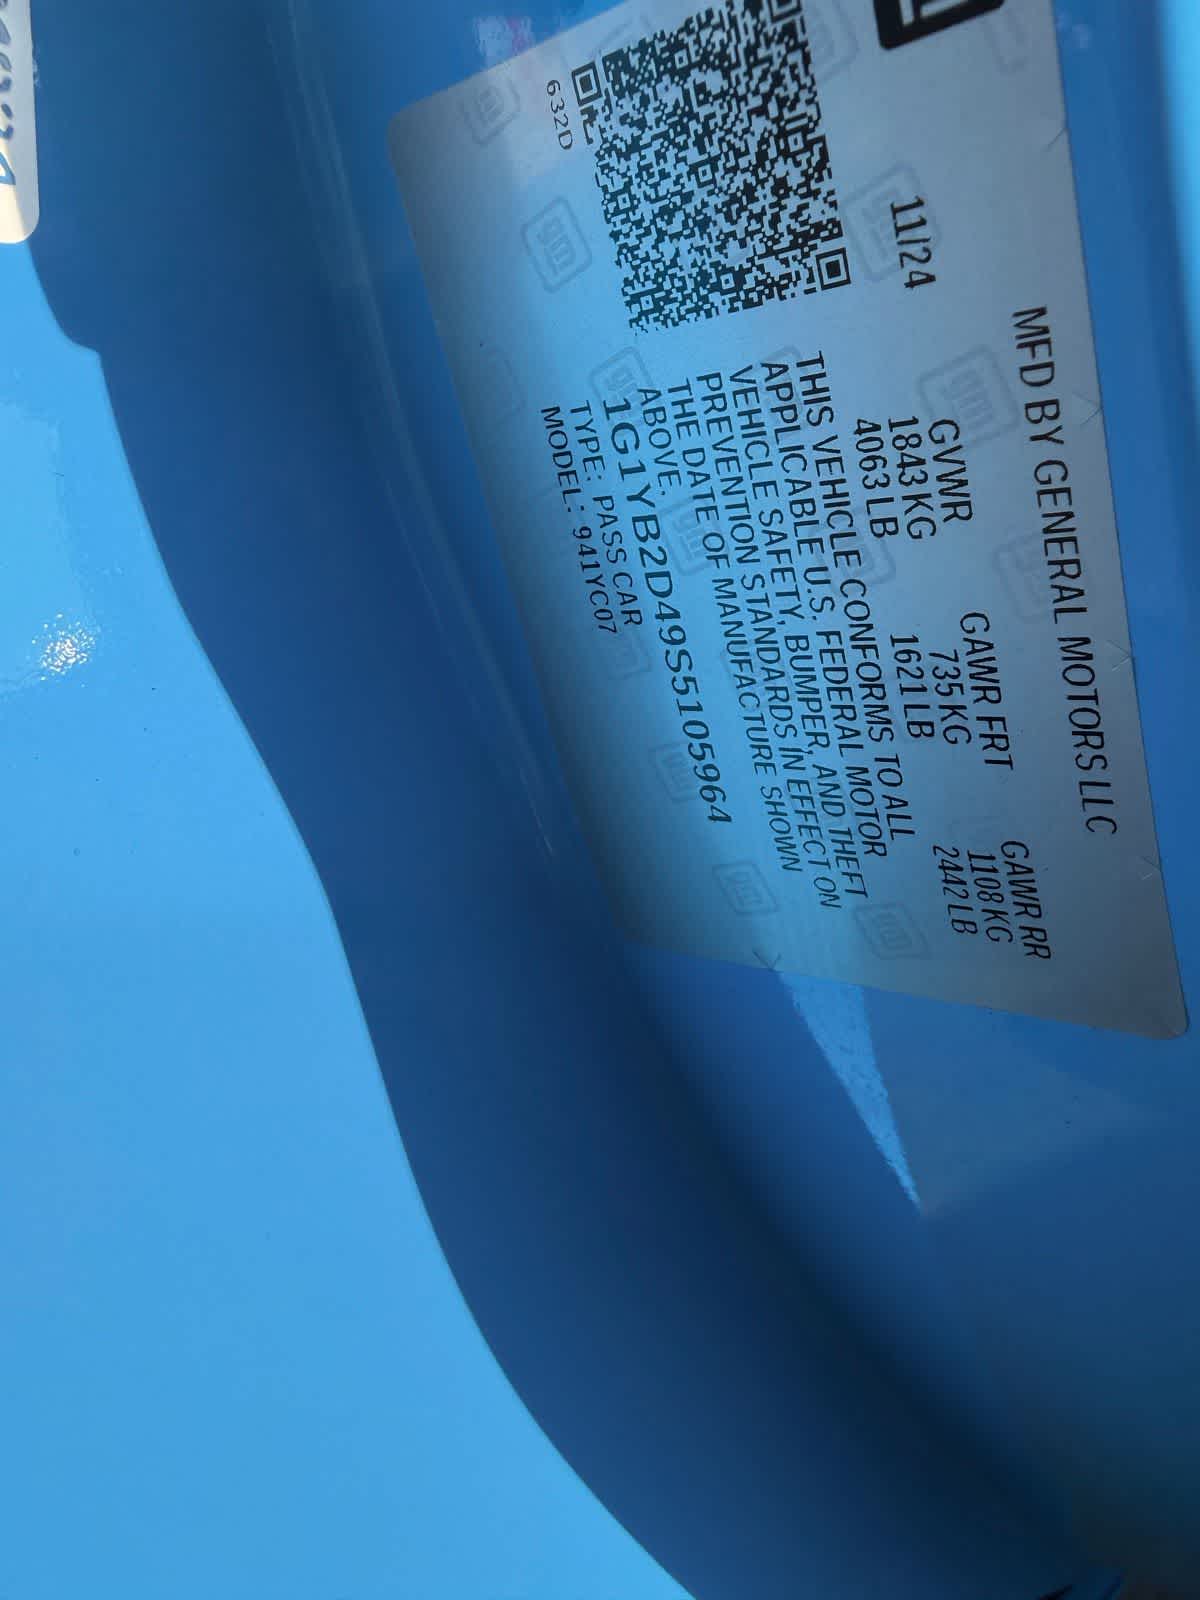 MFD BY GENERAL MOTORS LLC
11/24
GVWR
1843 KG
4063 LB
GAWR FRT
735 KG
1621 LB
GAWR RR
1108 KG
2442 LB
THIS VEHICLE CONFORMS TO ALL
APPLICABLE U.S. FEDERAL MOTOR
VEHICLE SAFETY, BUMPER, AND THEFT
PREVENTION STANDARDS IN EFFECT ON
THE DATE OF MANUFACTURE SHOWN
ABOVE.
1G1YB2D49S5105964
TYPE: PASS CAR
MODEL: 941YC07
632D
gm